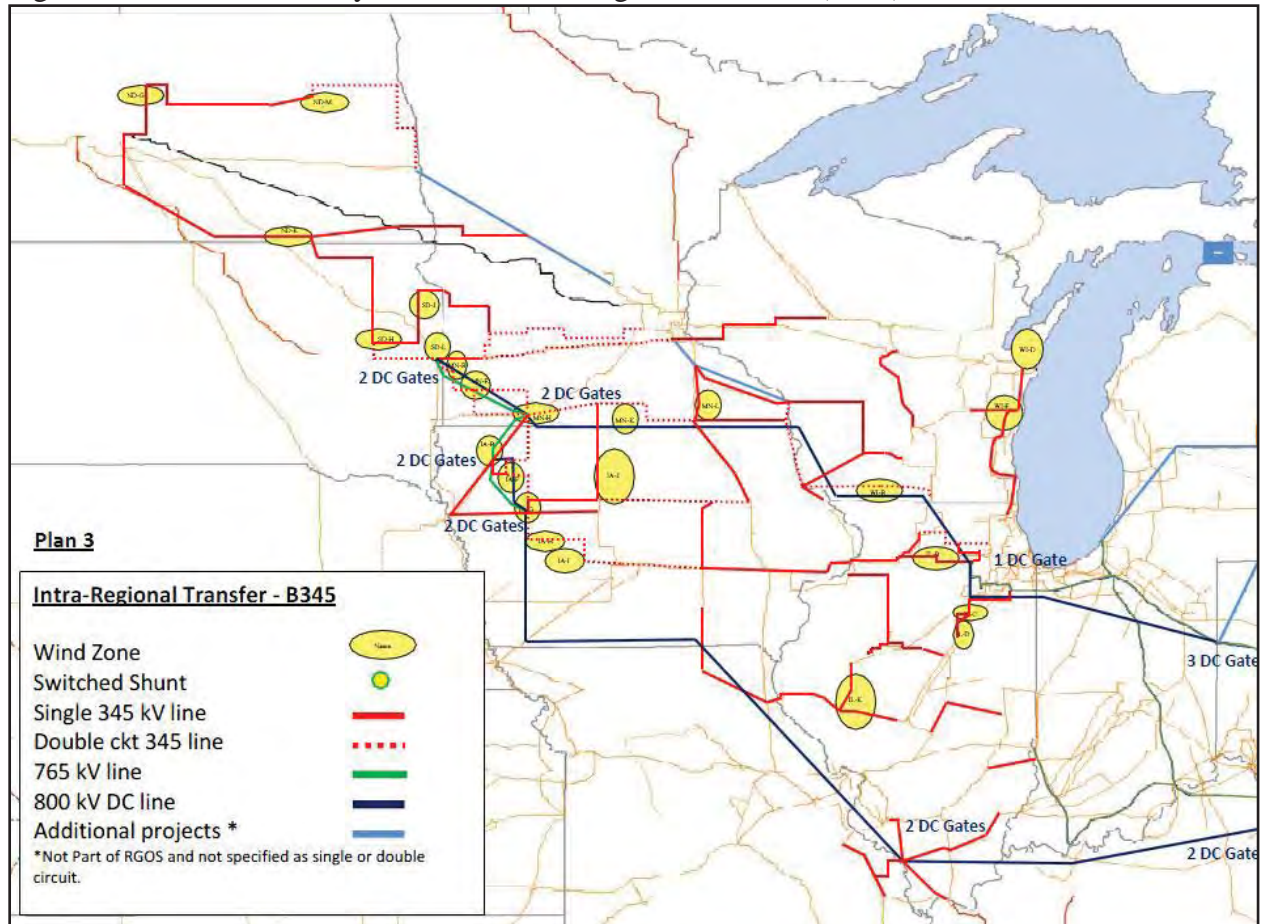 ND-G
ND-M
ND-K
SD-J
SD-H
SD-L
2 DC Gates
2 DC Gates
MN-H
MN-K
MN-L
WI-D
2 DC Gates
IA-J
2 DC Gates
WI-B
1 DC Gate
3 DC Gate
2 DC Gates
2 DC Gate
Plan 3
Intra-Regional Transfer - B345
Wind Zone
Name
Switched Shunt
Single 345 kV line
Double ckt 345 line
765 kV line
800 kV DC line
Additional projects *
*Not Part of RGOS and not specified as single or double
circuit.